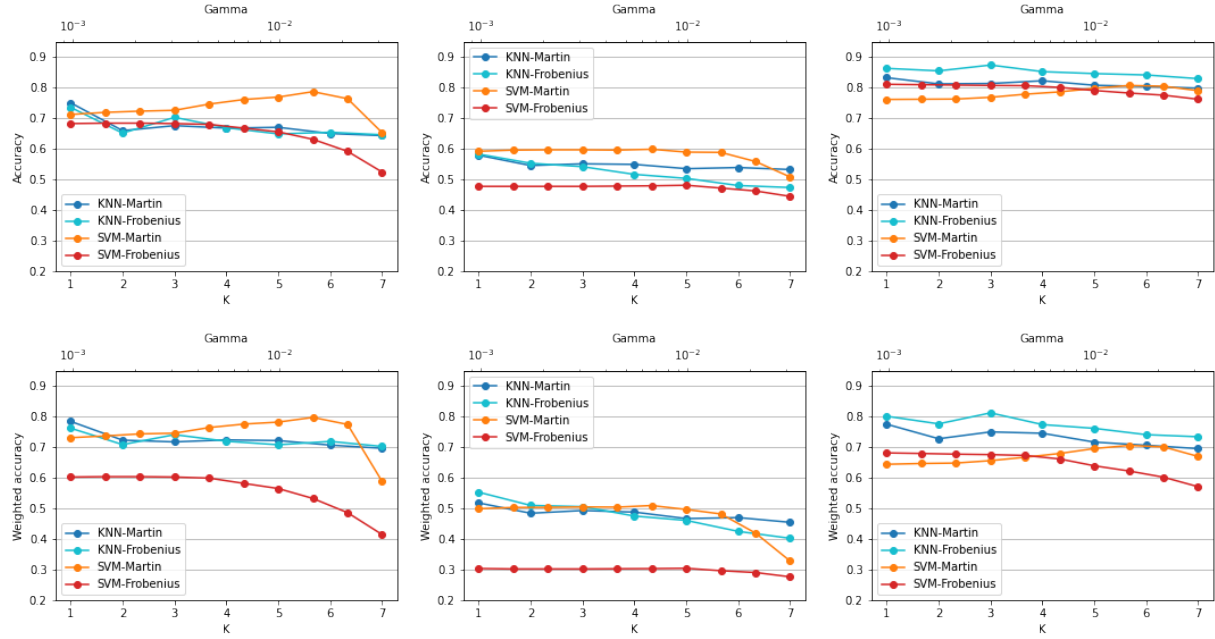 Gamma
10⁻³ 10⁻²
Accuracy
0.9
0.8
0.7
0.6
0.5
0.4
0.3
0.2
KNN-Martin
KNN-Frobenius
SVM-Martin
SVM-Frobenius
1 2 3 4 5 6 7
K
Gamma
10⁻³ 10⁻²
Accuracy
0.9
0.8
0.7
0.6
0.5
0.4
0.3
0.2
KNN-Martin
KNN-Frobenius
SVM-Martin
SVM-Frobenius
1 2 3 4 5 6 7
K
Gamma
10⁻³ 10⁻²
Accuracy
0.9
0.8
0.7
0.6
0.5
0.4
0.3
0.2
KNN-Martin
KNN-Frobenius
SVM-Martin
SVM-Frobenius
1 2 3 4 5 6 7
K
Gamma
10⁻³ 10⁻²
Weighted accuracy
0.9
0.8
0.7
0.6
0.5
0.4
0.3
0.2
KNN-Martin
KNN-Frobenius
SVM-Martin
SVM-Frobenius
1 2 3 4 5 6 7
K
Gamma
10⁻³ 10⁻²
Weighted accuracy
0.9
0.8
0.7
0.6
0.5
0.4
0.3
0.2
KNN-Martin
KNN-Frobenius
SVM-Martin
SVM-Frobenius
1 2 3 4 5 6 7
K
Gamma
10⁻³ 10⁻²
Weighted accuracy
0.9
0.8
0.7
0.6
0.5
0.4
0.3
0.2
KNN-Martin
KNN-Frobenius
SVM-Martin
SVM-Frobenius
1 2 3 4 5 6 7
K